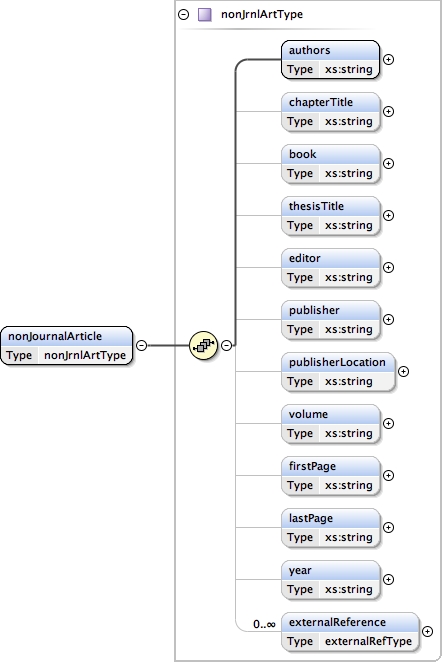 nonJrnlArtType
authors
Type xs:string
chapterTitle
Type xs:string
book
Type xs:string
thesisTitle
Type xs:string
editor
Type xs:string
publisher
Type xs:string
nonJournalArticle
Type nonJrnlArtType
publisherLocation
Type xs:string
volume
Type xs:string
firstPage
Type xs:string
lastPage
Type xs:string
year
Type xs:string
0..∞
externalReference
Type externalRefType